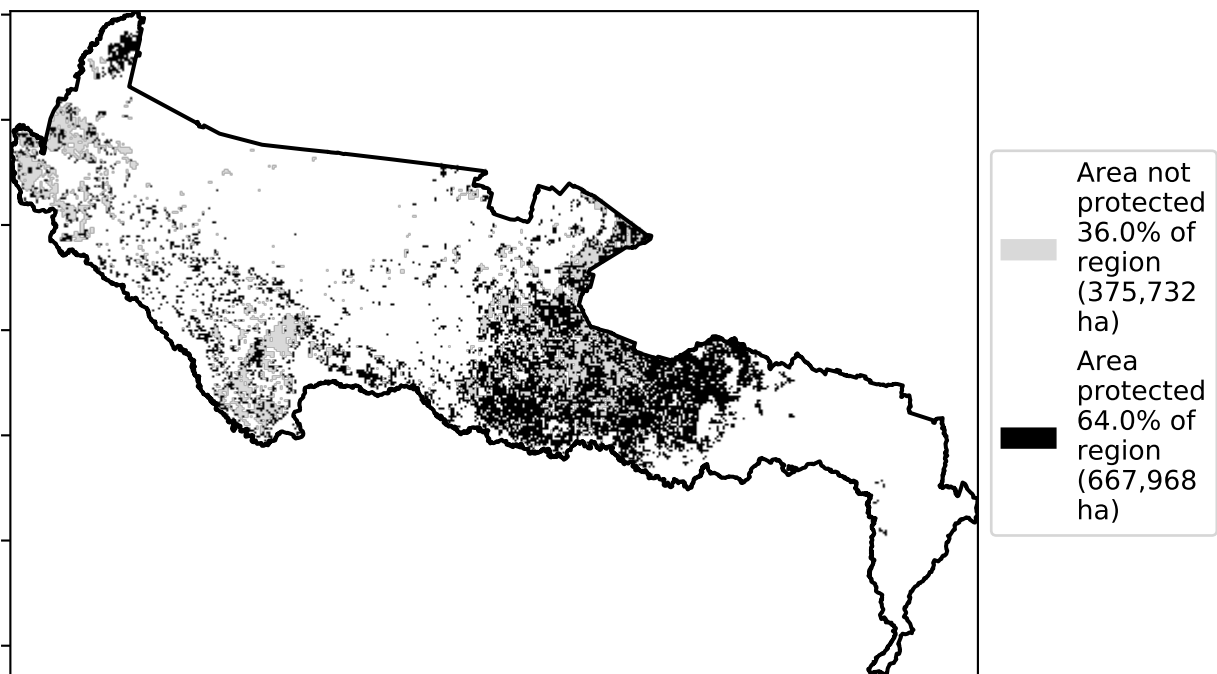 Area not
protected
36.0% of
region
(375,732
ha)
Area
protected
64.0% of
region
(667,968
ha)